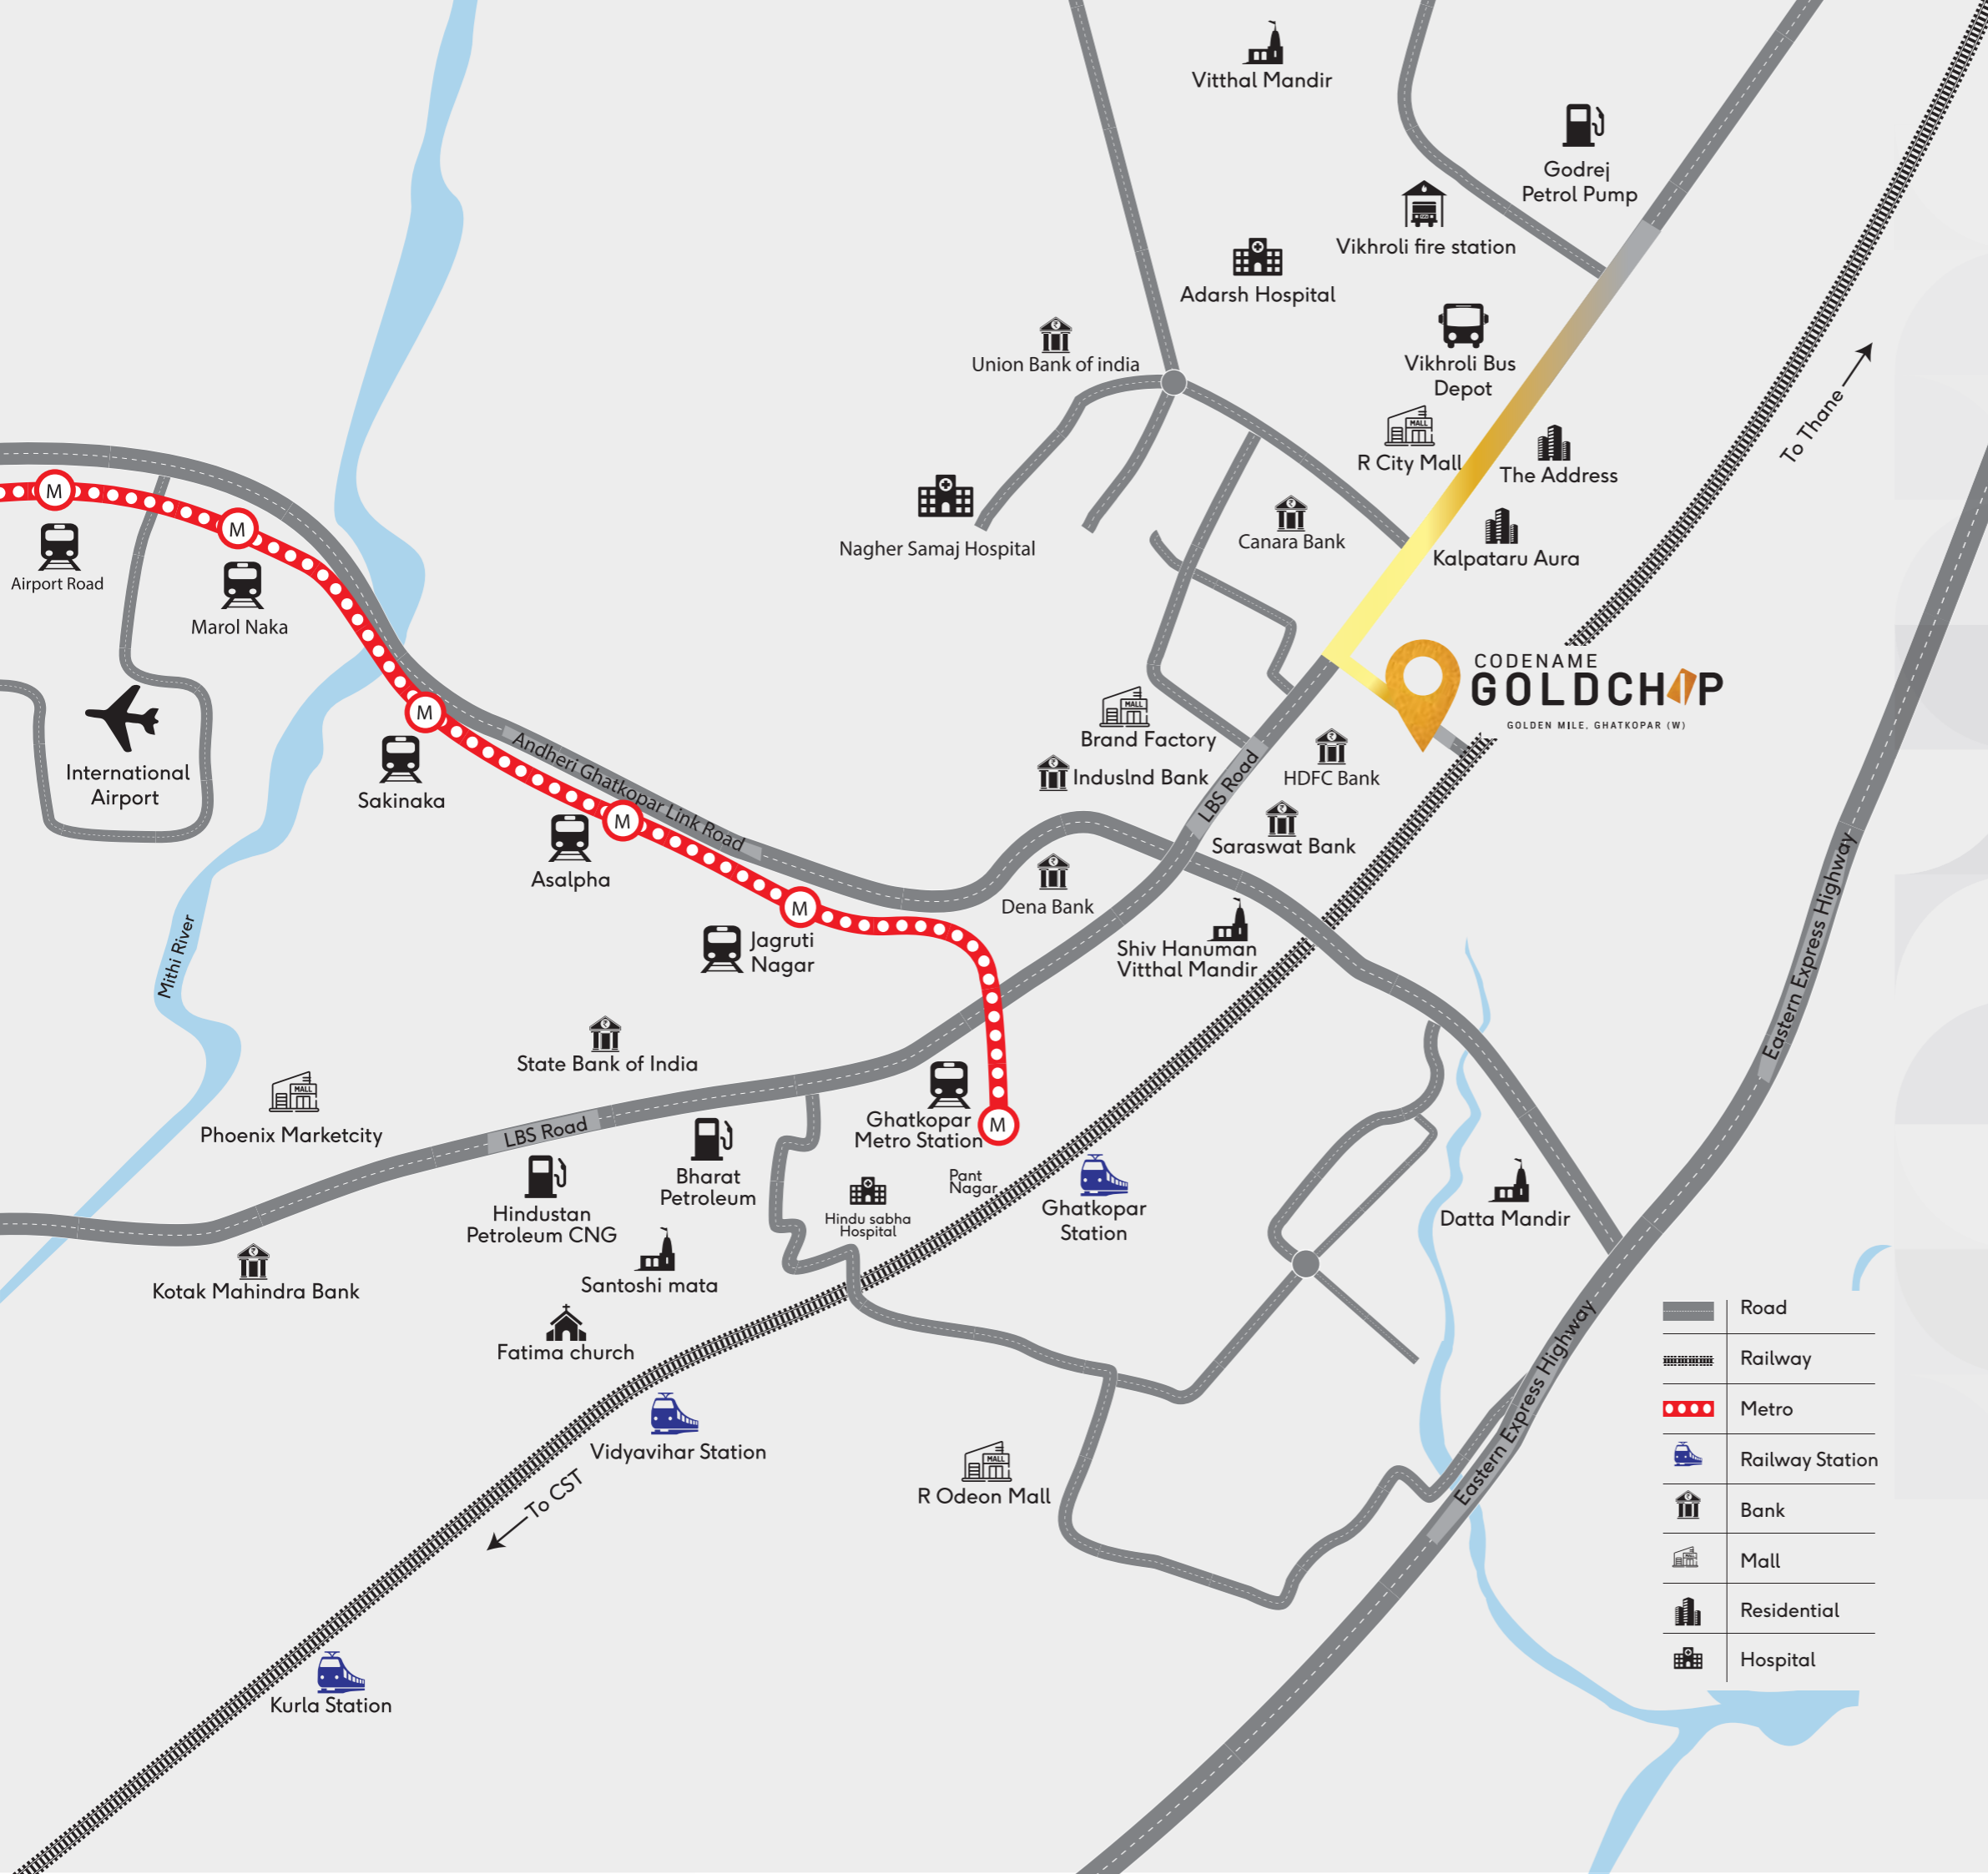 Vitthal Mandir
Godrej
Petrol Pump
Vikhroli fire station
Adarsh Hospital
Union Bank of india
Vikhroli Bus
Depot
To Thane
MALL
R City Mall
The Address
M
M
Airport Road
Marol Naka
Nagher Samaj Hospital
Canara Bank
Kalpataru Aura
CODENAME
GOLDCHIP
GOLDEN MILE, GHATKOPAR (W)
International
Airport
M
Sakinaka
Andheri Ghatkopar Link Road
MALL
Brand Factory
IndusInd Bank
LBS Road
HDFC Bank
Saraswat Bank
M
Asalpha
Dena Bank
M
Jagruti
Nagar
Shiv Hanuman
Vitthal Mandir
Mithi River
Eastern Express Highway
State Bank of India
MALL
Phoenix Marketcity
LBS Road
Ghatkopar
Metro Station
M
Bharat
Petroleum
Pant
Nagar
Hindustan
Petroleum CNG
Hindu sabha
Hospital
Ghatkopar
Station
Datta Mandir
Kotak Mahindra Bank
Santoshi mata
Fatima church
Vidyavihar Station
To CST
MALL
R Odeon Mall
Eastern Express Highway
Kurla Station
Road
Railway
Metro
Railway Station
Bank
Mall
Residential
Hospital